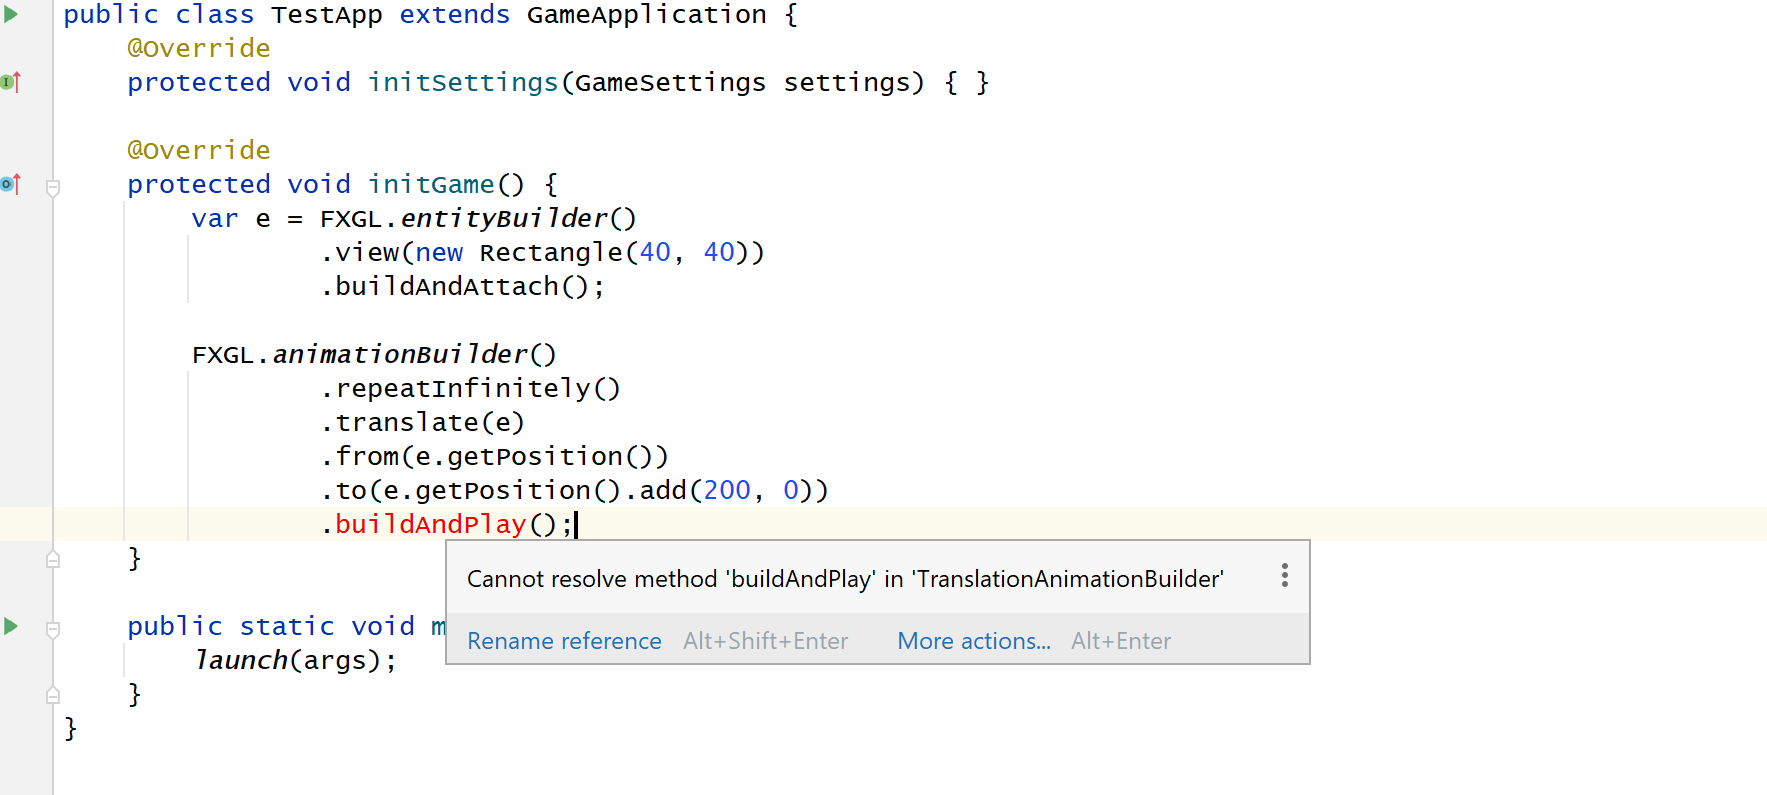 public class TestApp extends GameApplication {
@Override
protected void initSettings(GameSettings settings) { }
@Override
protected void initGame() {
var e = FXGL.entityBuilder()
.view(new Rectangle(40, 40))
.buildAndAttach();
FXGL.animationBuilder()
.repeatInfinitely()
.translate(e)
.from(e.getPosition())
.to(e.getPosition().add(200, 0))
.buildAndPlay();
}
Cannot resolve method 'buildAndPlay' in 'TranslationAnimationBuilder'
Rename reference Alt+Shift+Enter More actions... Alt+Enter
public static void m
launch(args);
}
}